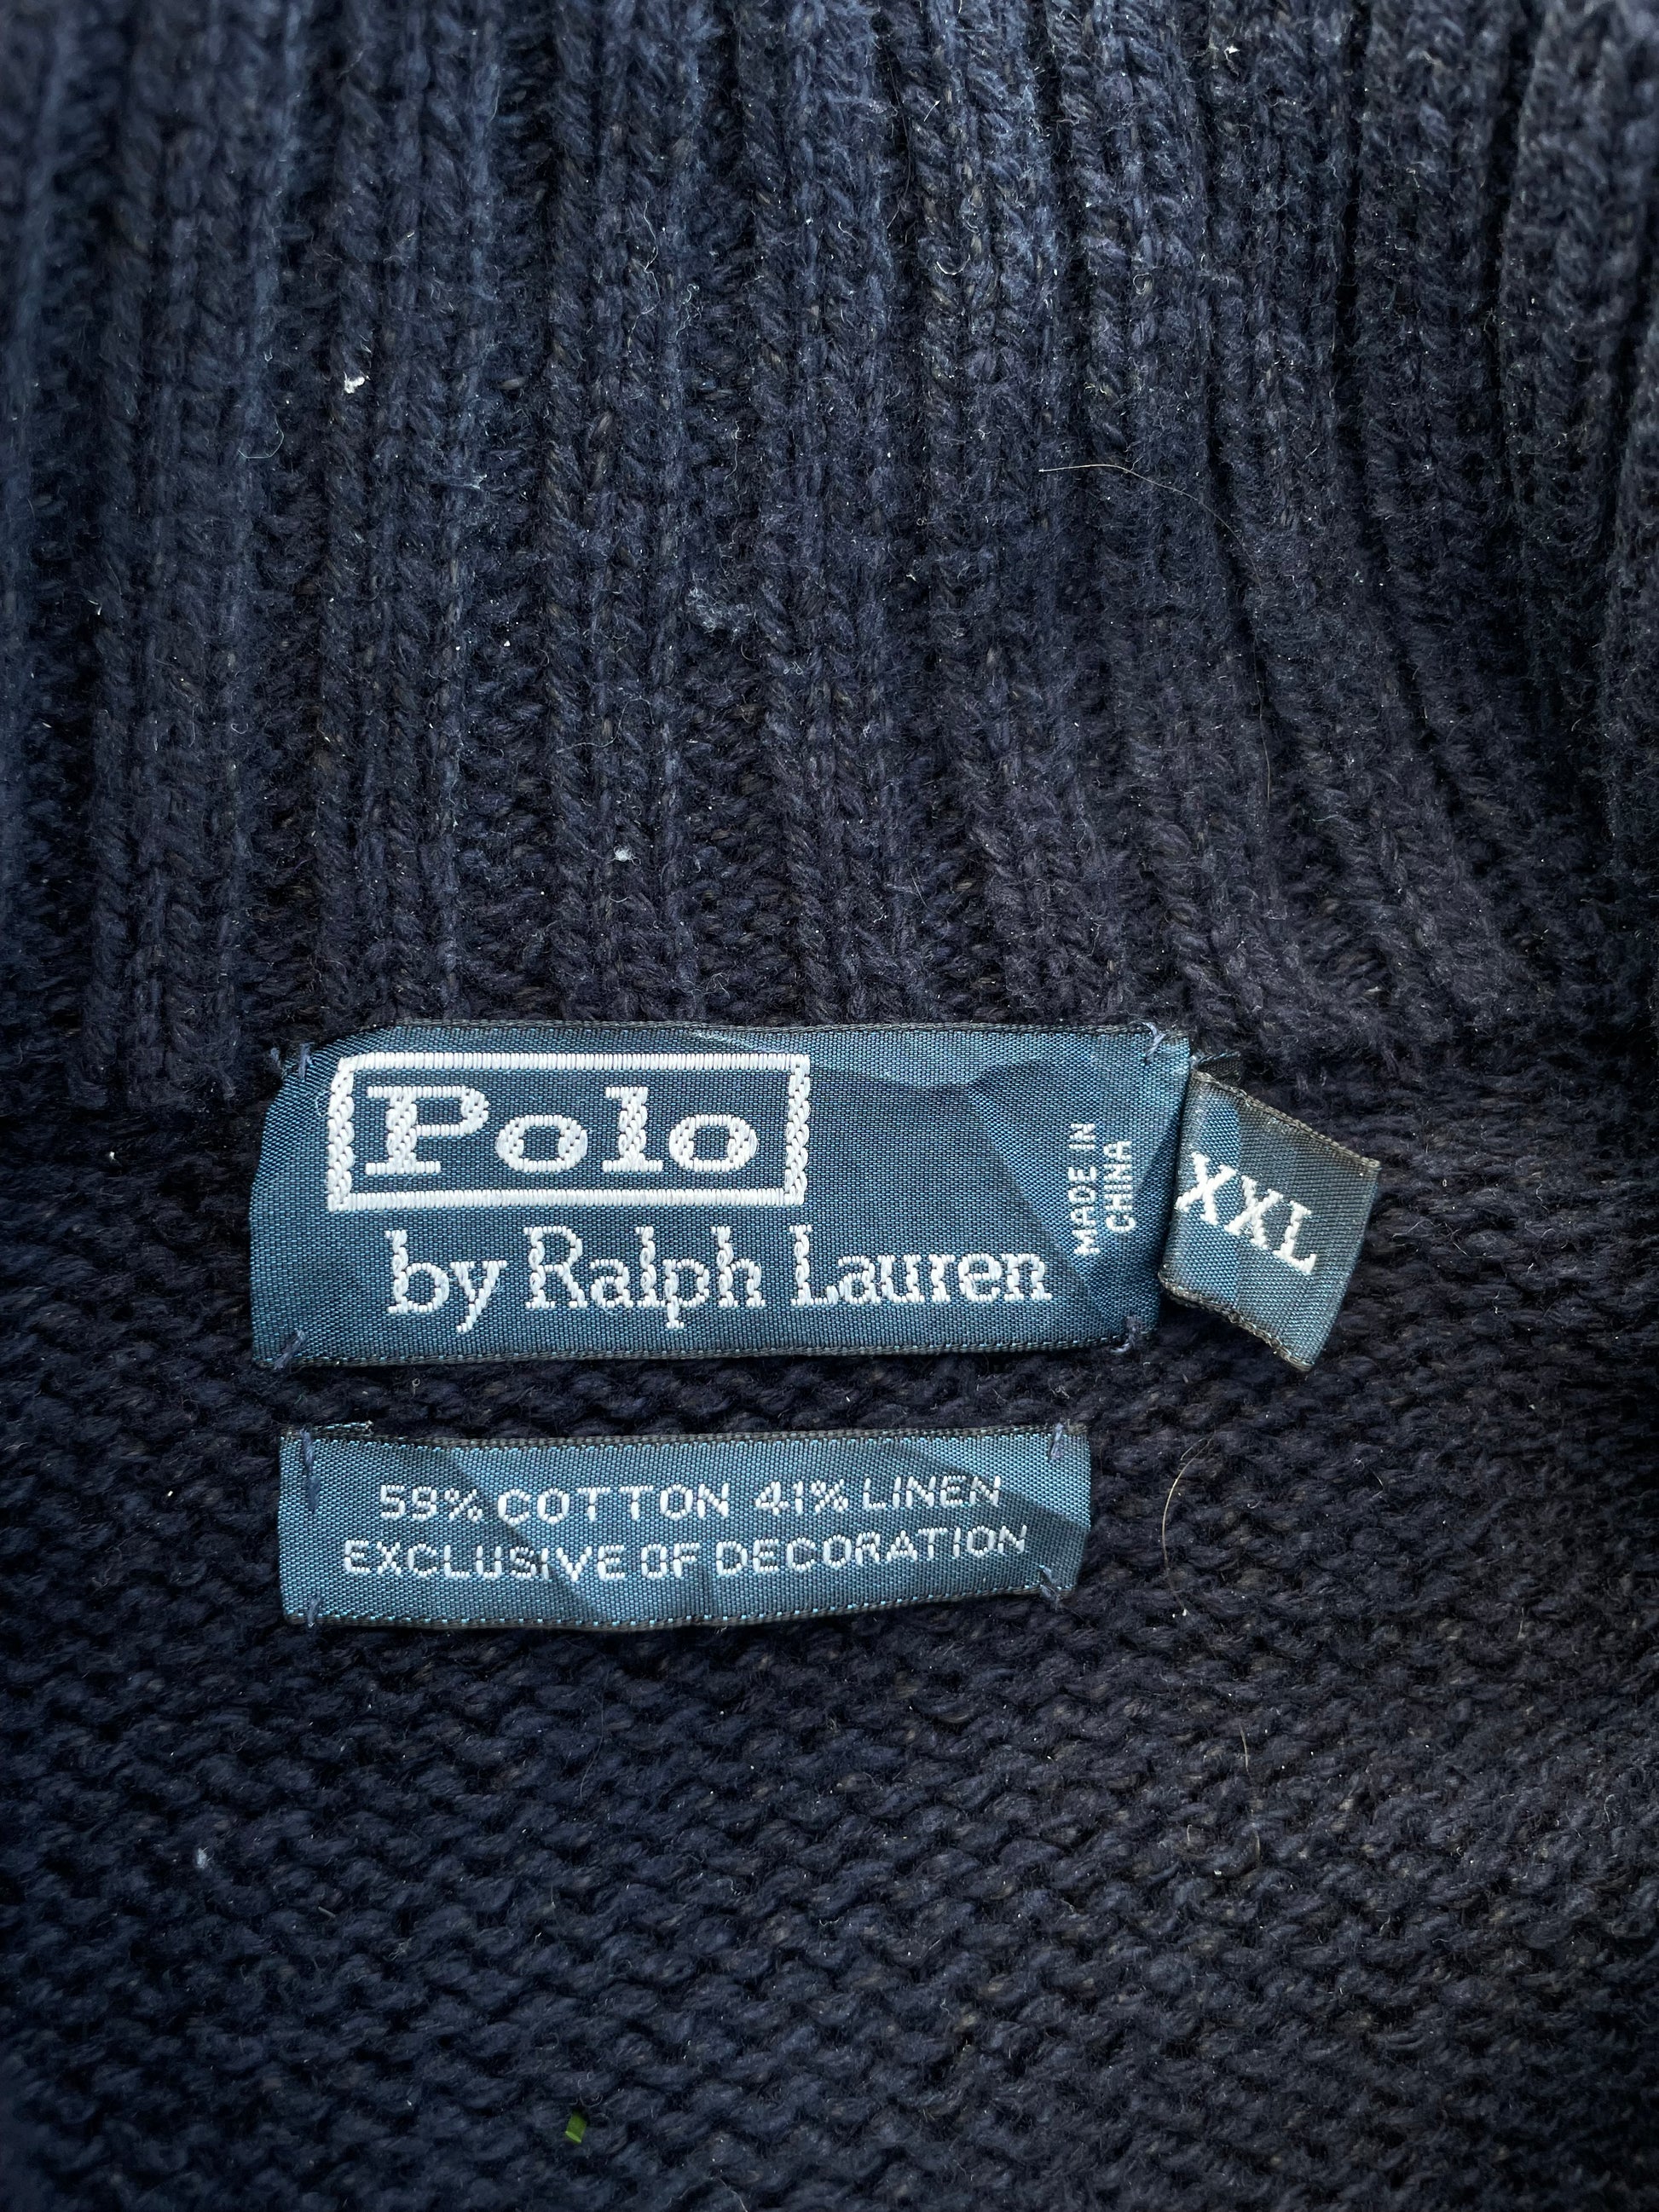 Polo
by Ralph Lauren
MADE IN
CHINA
XXL
59% COTTON 41% LINEN
EXCLUSIVE OF DECORATION